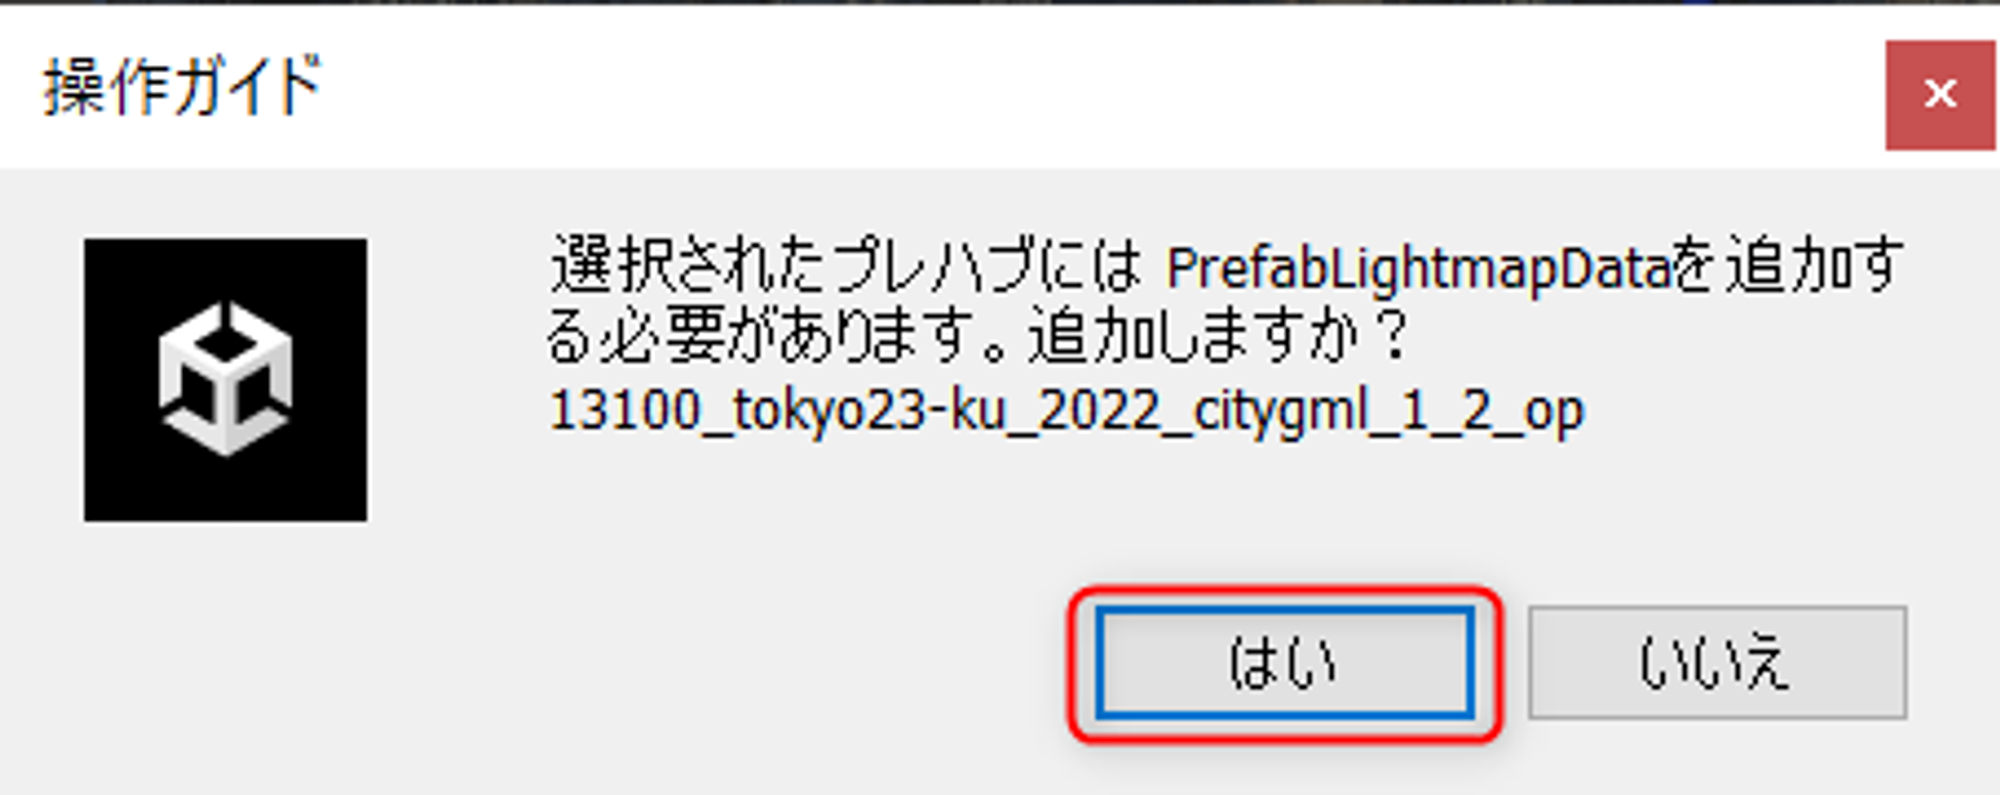 操作ガイド
選択されたプレハブには PrefabLightmapDataを追加す
る必要があります。追加しますか？
13100_tokyo23-ku_2022_citygml_1_2_op
はい
いいえ